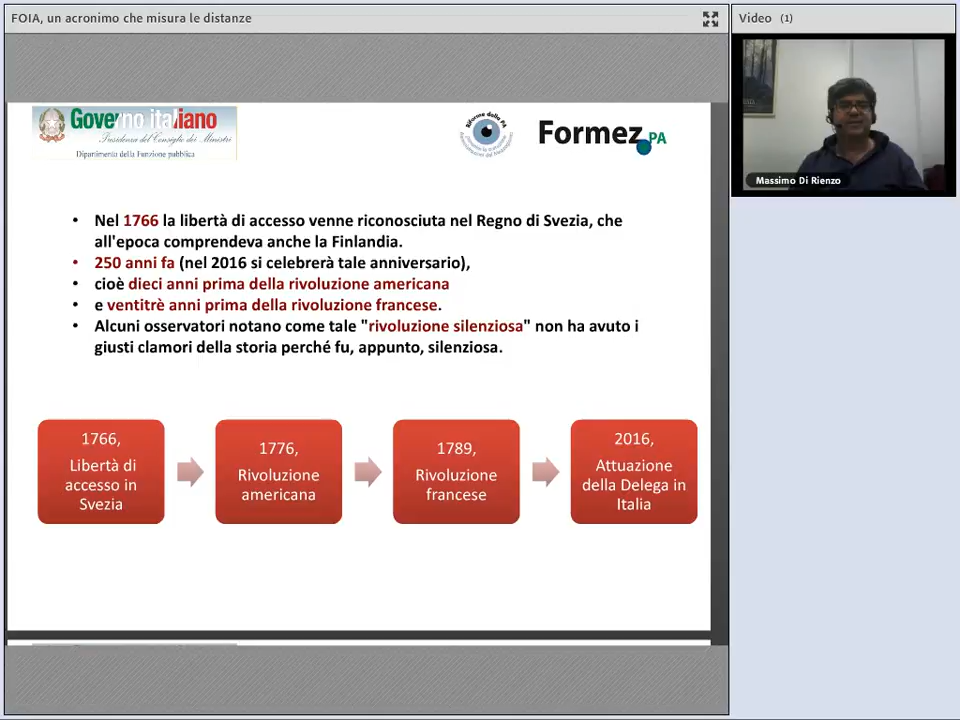 FOIA, un acronimo che misura le distanze
Video (1)
Governo italiano
Presidenza del Consiglio dei Ministri
Dipartimento della Funzione pubblica
Riforme della PA
Formez PA
Massimo Di Rienzo
• Nel 1766 la libertà di accesso venne riconosciuta nel Regno di Svezia, che
all'epoca comprendeva anche la Finlandia.
• 250 anni fa (nel 2016 si celebrerà tale anniversario),
• cioè dieci anni prima della rivoluzione americana
• e ventitrè anni prima della rivoluzione francese.
• Alcuni osservatori notano come tale "rivoluzione silenziosa" non ha avuto i
giusti clamori della storia perché fu, appunto, silenziosa.
1766,
Libertà di
accesso in
Svezia
1776,
Rivoluzione
americana
1789,
Rivoluzione
francese
2016,
Attuazione
della Delega in
Italia